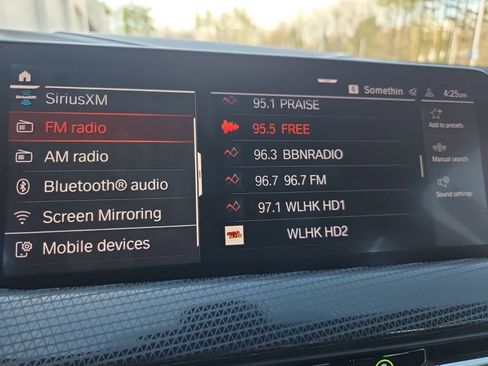 6 Somethin 4:25pm
SiriusXM
FM radio
AM radio
Bluetooth® audio
Screen Mirroring
Mobile devices
95.1 PRAISE
95.5 FREE
96.3 BBNRADIO
96.7 96.7 FM
97.1 WLHK HD1
WLHK HD2
Add to presets
Manual search
Sound settings